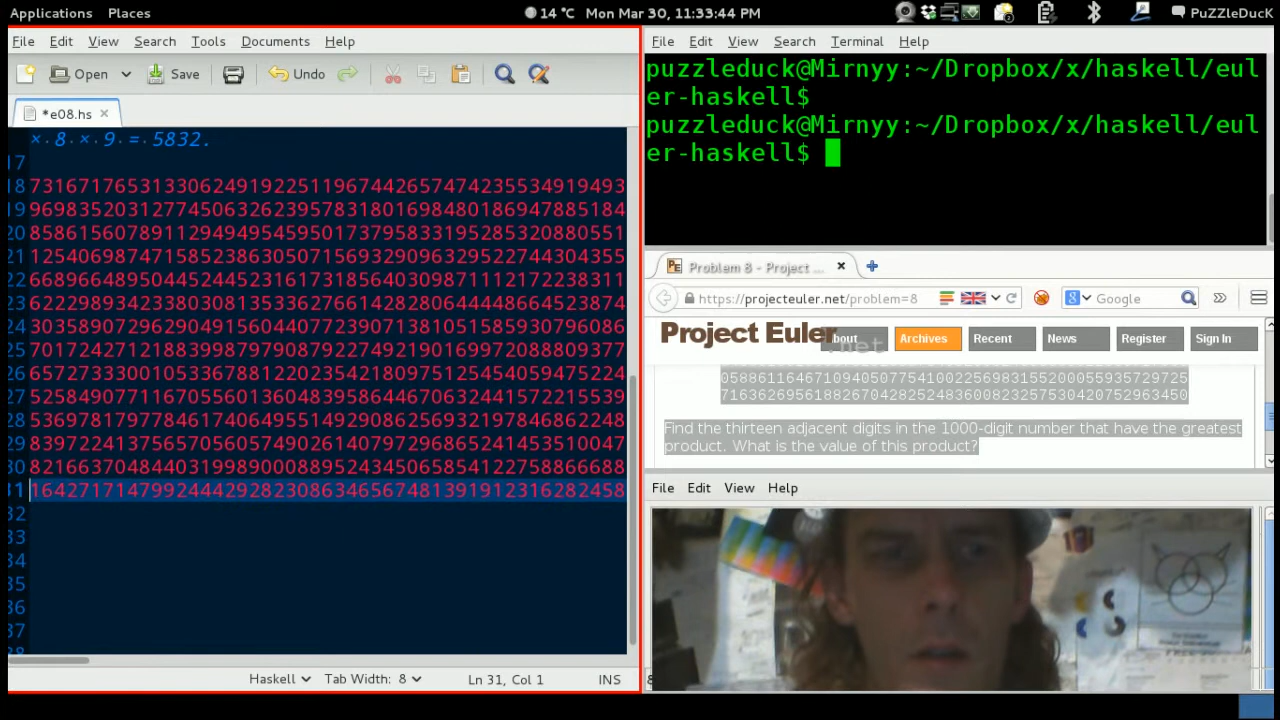 Applications Places 14 °C Mon Mar 30, 11:33:44 PM PuZZleDucK
File Edit View Search Tools Documents Help
Open Save Undo
*e08.hs
×·8·×·9·=·5832.
17
18 73167176531330624919225119674426574742355349194934
19 96983520312774506326239578318016984801869478851843
20 85861560789112949495459501737958331952853208805511
21 12540698747158523863050715693290963295227443043557
22 66896648950445244523161731856403098711121722383113
23 62229893423380308135336276614282806444486645238749
24 30358907296290491560440772390713810515859307960866
25 70172427121883998797908792274921901699720888093776
26 65727333001053367881220235421809751254540594752243
27 52584907711670556013604839586446706324415722155397
28 53697817977846174064955149290862569321978468622482
29 83972241375657056057490261407972968652414535100474
30 82166370484403199890008895243450658541227588666881
31 16427171479924442928230863465674813919123162824586
32
33
34
35
36
37
38
Haskell Tab Width: 8 Ln 31, Col 1 INS
File Edit View Search Terminal Help
puzzleduck@Mirnyy:~/Dropbox/x/haskell/eul
er-haskell$
puzzleduck@Mirnyy:~/Dropbox/x/haskell/eul
er-haskell$
Problem 8 - Project ...
https://projecteuler.net/problem=8 Google
Project Euler .net About Archives Recent News Register Sign In
05886116467109405077541002256983155200055935729725
71636269561882670428252483600823257530420752963450
Find the thirteen adjacent digits in the 1000-digit number that have the greatest
product. What is the value of this product?
File Edit View Help